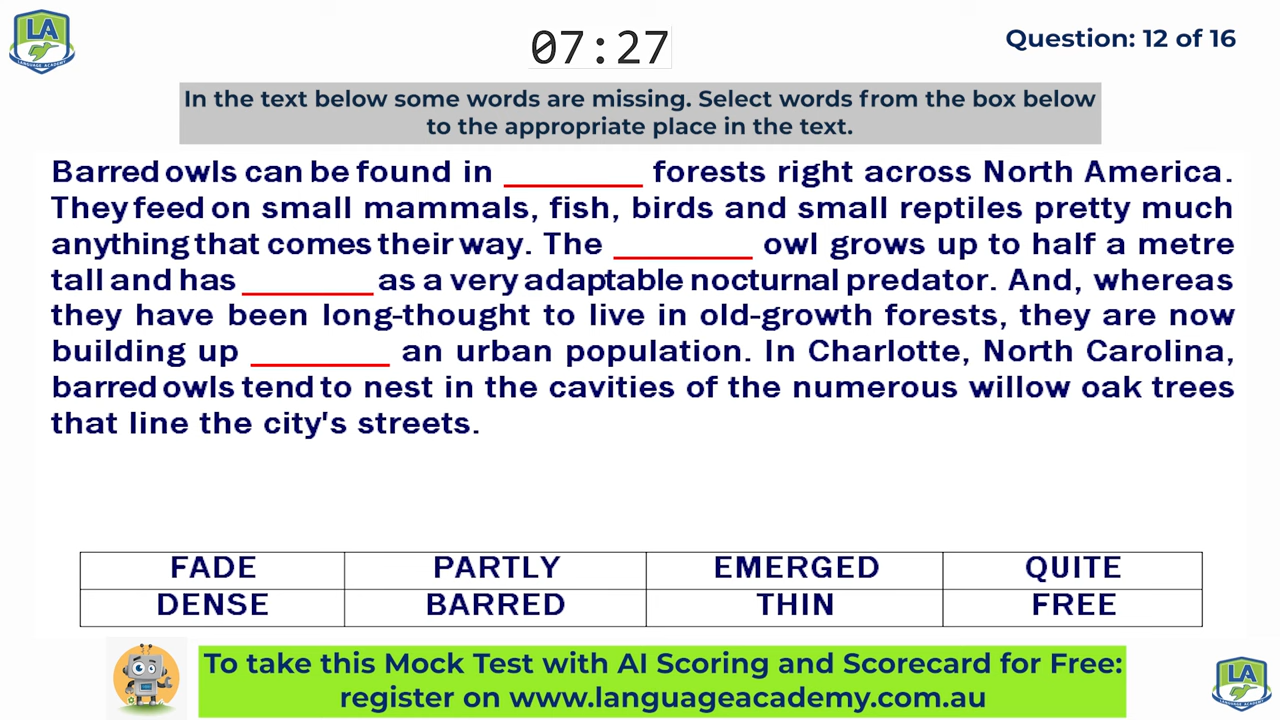 LA
LANGUAGE ACADEMY
07:27
Question: 12 of 16
In the text below some words are missing. Select words from the box below
to the appropriate place in the text.
Barred owls can be found in ________ forests right across North America.
They feed on small mammals, fish, birds and small reptiles pretty much
anything that comes their way. The ________ owl grows up to half a metre
tall and has ________ as a very adaptable nocturnal predator. And, whereas
they have been long-thought to live in old-growth forests, they are now
building up ________ an urban population. In Charlotte, North Carolina,
barred owls tend to nest in the cavities of the numerous willow oak trees
that line the city's streets.
FADE PARTLY EMERGED QUITE
DENSE BARRED THIN FREE
To take this Mock Test with AI Scoring and Scorecard for Free:
register on www.languageacademy.com.au
LA
LANGUAGE ACADEMY